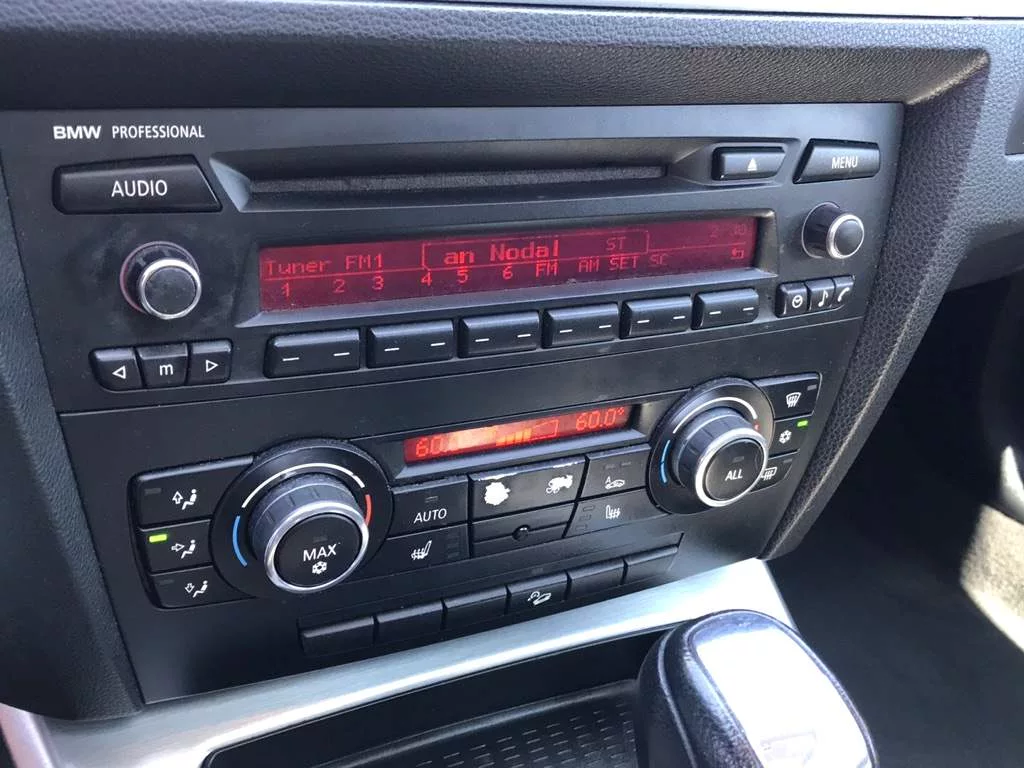 BMW PROFESSIONAL
AUDIO
MENU
Tuner FM1 an Nodal ST
1 2 3 4 5 6 FM AM SET SC
m
60.0° 60.0°
AUTO
MAX
ALL
A